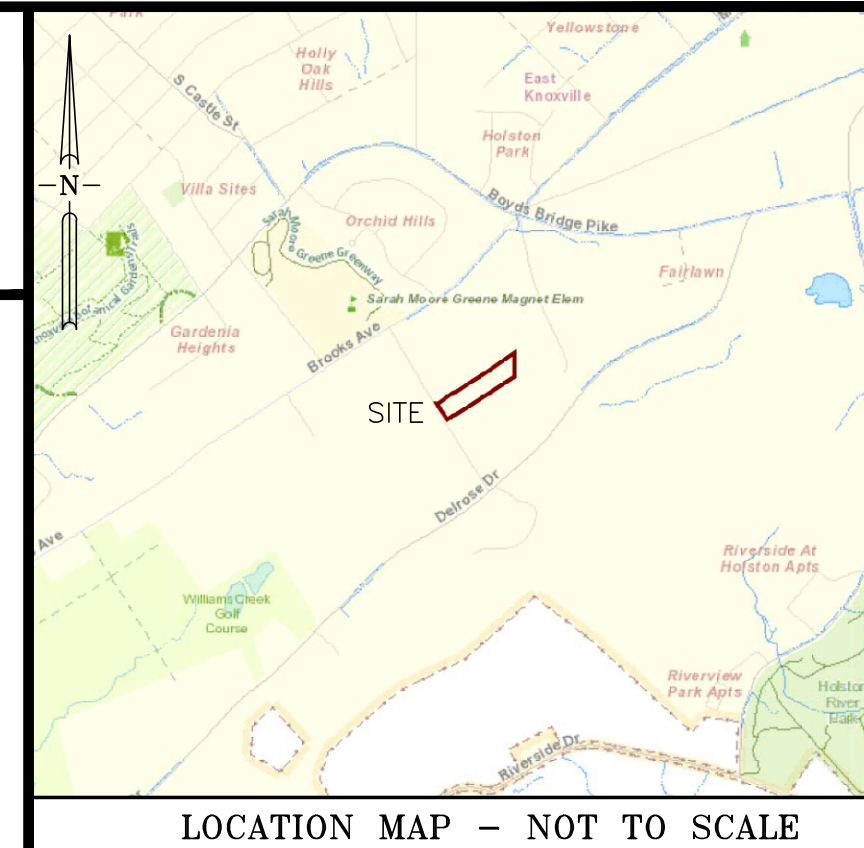 Park
Yellowstone
Holly
Oak
Hills
East
Knoxville
S Castle St
Holston
Park
Villa Sites
Boyds Bridge Pike
Sarah Moore Greene Greenway
Orchid Hills
Fairlawn
Sarah Moore Greene Magnet Elem
Gardenia
Heights
Brooks Ave
SITE
Delrose Dr
Ave
Riverside At
Holston Apts
Williams Creek
Golf
Course
Riverview
Park Apts
Holston
River
Park
Riverside Dr
N
LOCATION MAP - NOT TO SCALE